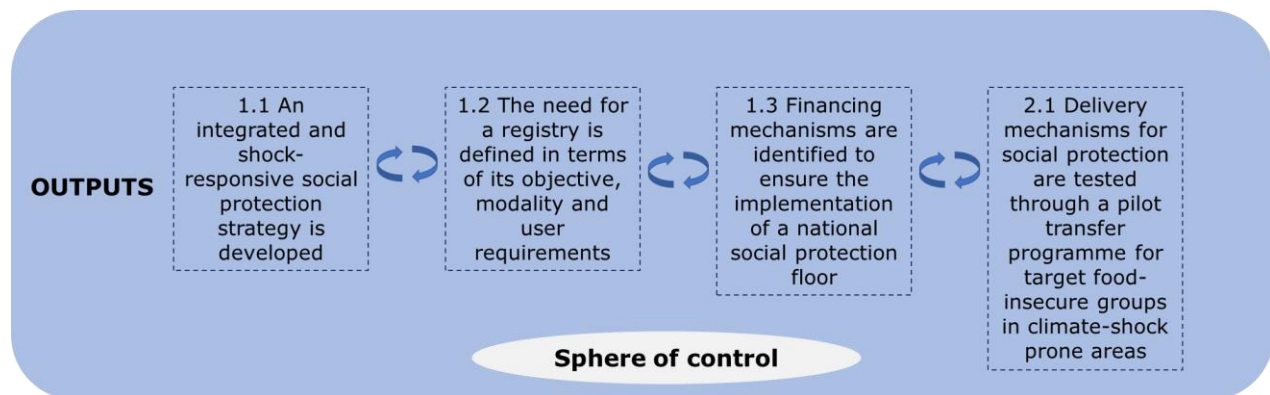 OUTPUTS
1.1 An
integrated and
shock-
responsive social
protection
strategy is
developed
1.2 The need for
a registry is
defined in terms
of its objective,
modality and
user
requirements
1.3 Financing
mechanisms are
identified to
ensure the
implementation
of a national
social protection
floor
2.1 Delivery
mechanisms for
social protection
are tested
through a pilot
transfer
programme for
target food-
insecure groups
in climate-shock
prone areas
Sphere of control